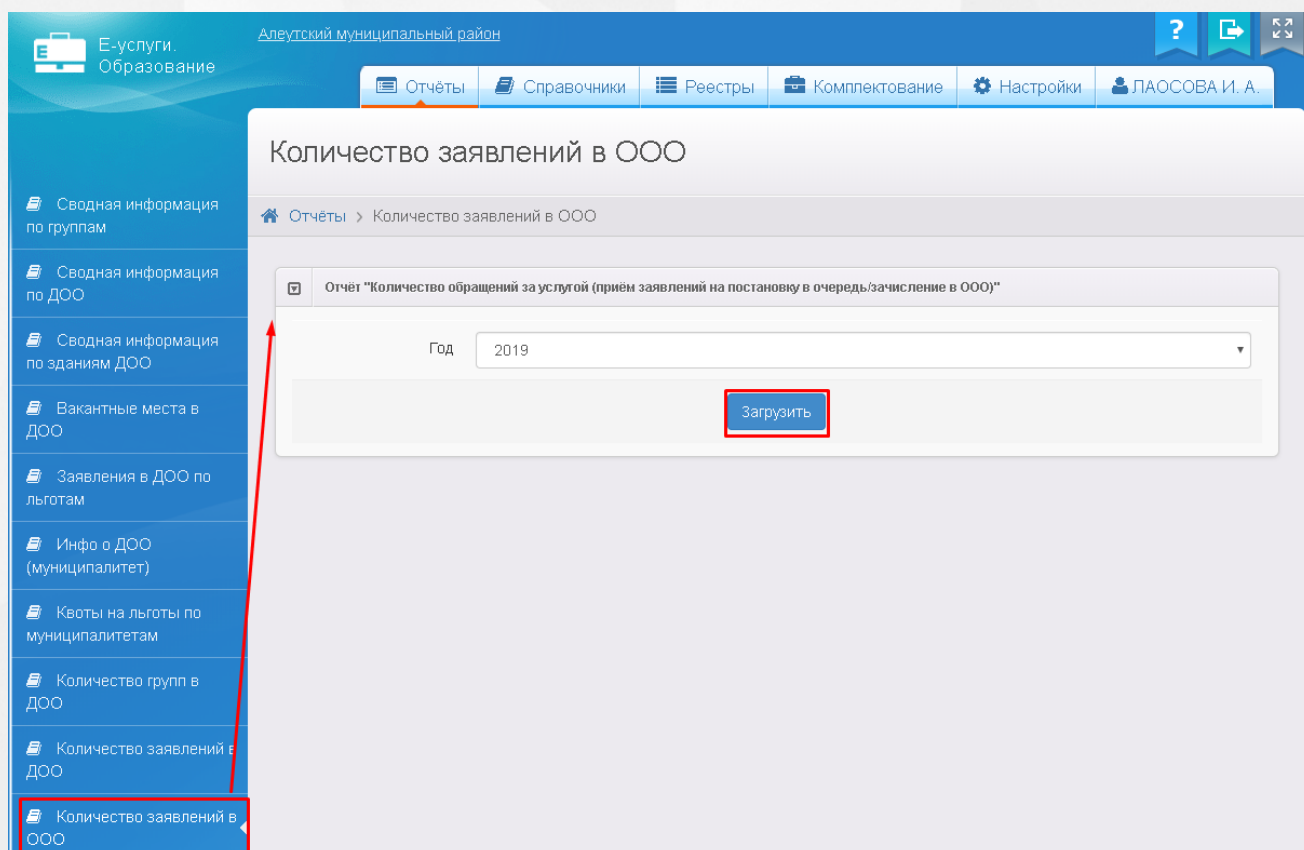 Е-услуги.
Образование
Алеутский муниципальный район
?
Отчёты
Справочники
Реестры
Комплектование
Настройки
ЛАОСОВА И. А.
Количество заявлений в ООО
Отчёты > Количество заявлений в ООО
Сводная информация
по группам
Сводная информация
по ДОО
Сводная информация
по зданиям ДОО
Вакантные места в
ДОО
Заявления в ДОО по
льготам
Инфо о ДОО
(муниципалитет)
Квоты на льготы по
муниципалитетам
Количество групп в
ДОО
Количество заявлений в
ДОО
Количество заявлений в
ООО
Отчёт "Количество обращений за услугой (приём заявлений на постановку в очередь/зачисление в ООО)"
Год
2019
Загрузить